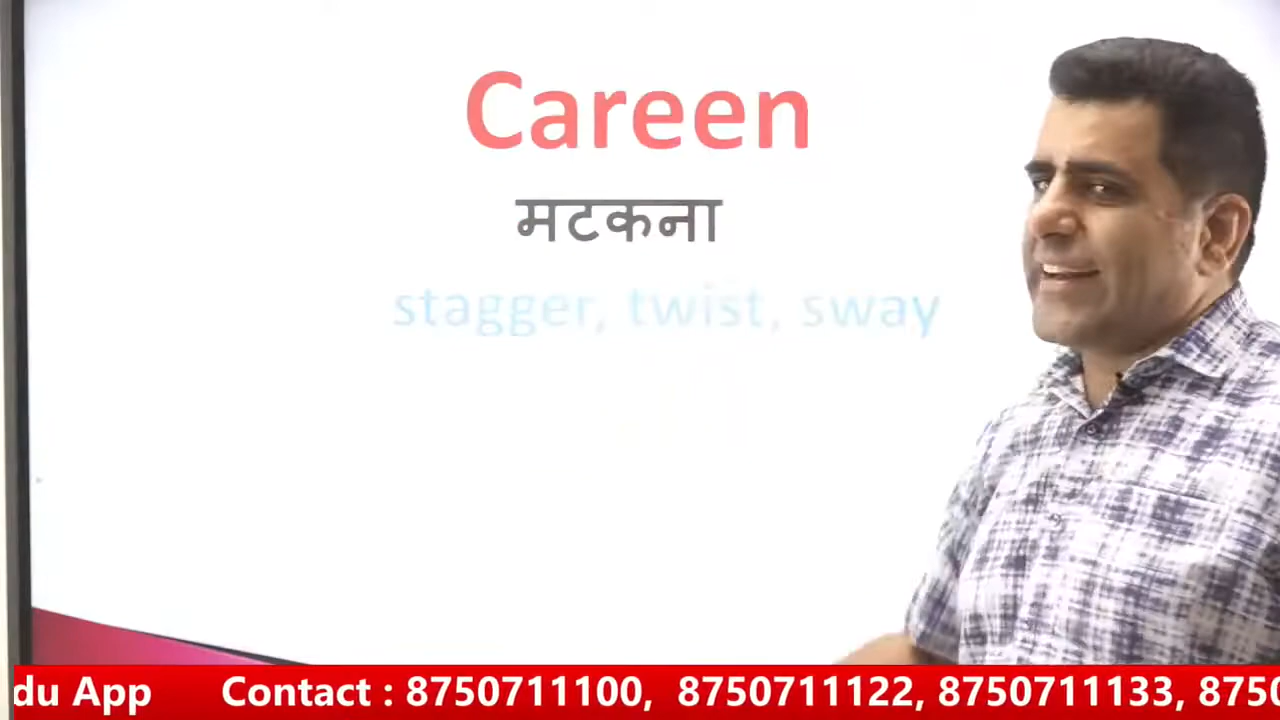 Careen
मटकना
stagger, twist, sway
du App Contact : 8750711100, 8750711122, 8750711133, 8750